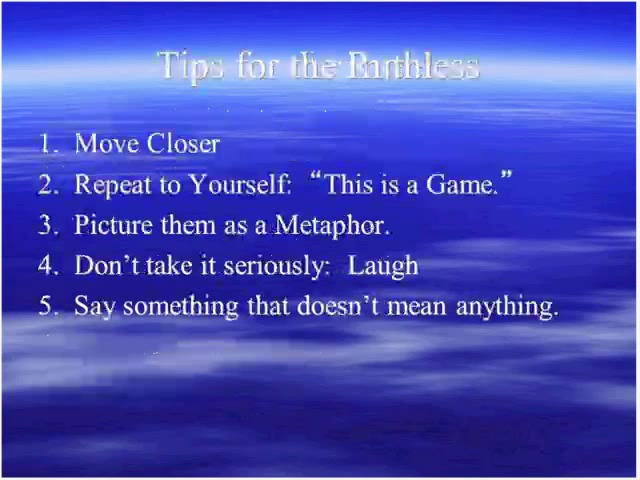 Tips for the Ruthless
1. Move Closer
2. Repeat to Yourself: “This is a Game.”
3. Picture them as a Metaphor.
4. Don’t take it seriously: Laugh
5. Say something that doesn’t mean anything.